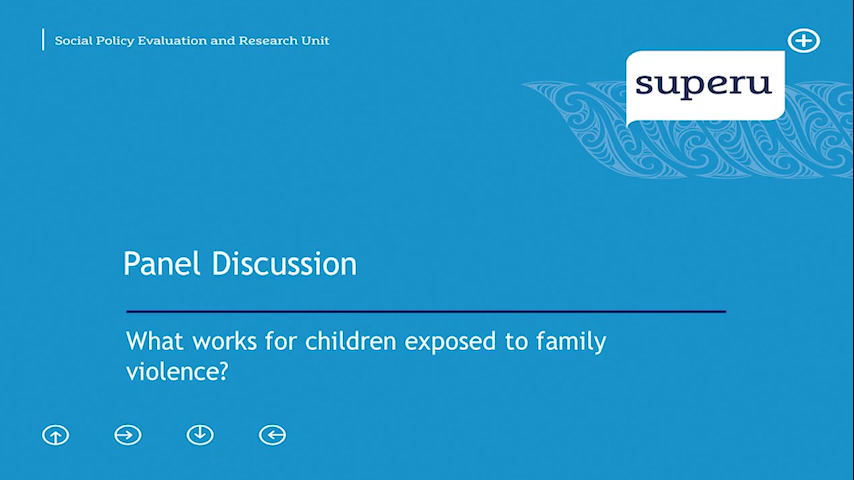 Social Policy Evaluation and Research Unit
superu
Panel Discussion
What works for children exposed to family
violence?